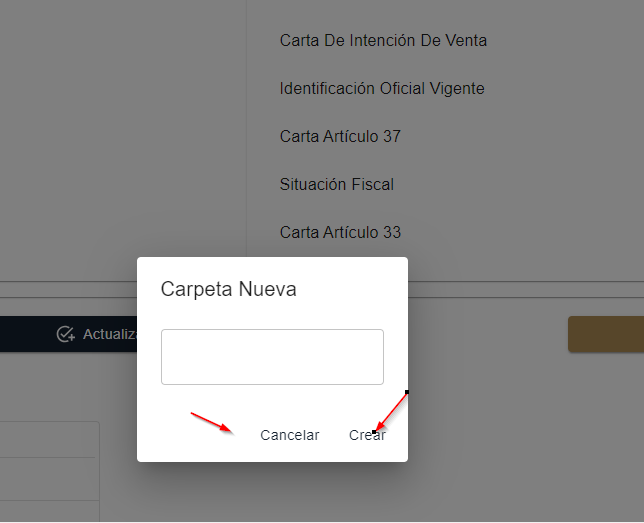 Carta De Intención De Venta
Identificación Oficial Vigente
Carta Artículo 37
Situación Fiscal
Carta Artículo 33
Carpeta Nueva
Actualiza
Cancelar
Crear